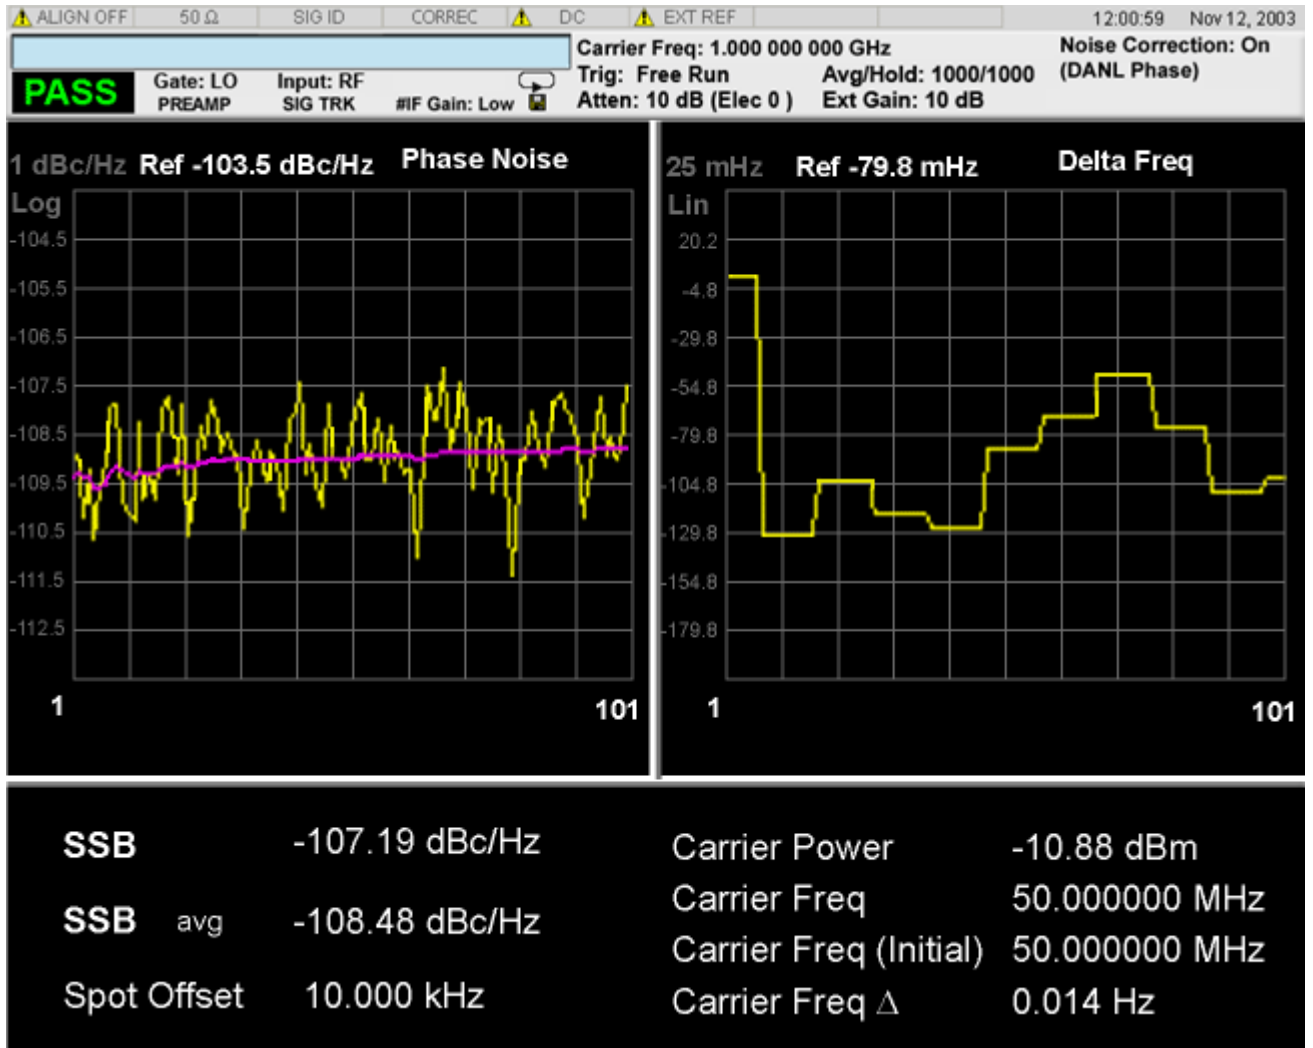 ALIGN OFF 50 Ω SIG ID CORREC DC EXT REF 12:00:59 Nov 12, 2003
Carrier Freq: 1.000 000 000 GHz Noise Correction: On
PASS Gate: LO Input: RF Trig: Free Run Avg/Hold: 1000/1000 (DANL Phase)
PREAMP SIG TRK #IF Gain: Low Atten: 10 dB (Elec 0 ) Ext Gain: 10 dB
1 dBc/Hz Ref -103.5 dBc/Hz Phase Noise
Log
-104.5
-105.5
-106.5
-107.5
-108.5
-109.5
-110.5
-111.5
-112.5
1 101
25 mHz Ref -79.8 mHz Delta Freq
Lin
20.2
-4.8
-29.8
-54.8
-79.8
-104.8
-129.8
-154.8
-179.8
1 101
SSB -107.19 dBc/Hz
SSB avg -108.48 dBc/Hz
Spot Offset 10.000 kHz
Carrier Power -10.88 dBm
Carrier Freq 50.000000 MHz
Carrier Freq (Initial) 50.000000 MHz
Carrier Freq Δ 0.014 Hz